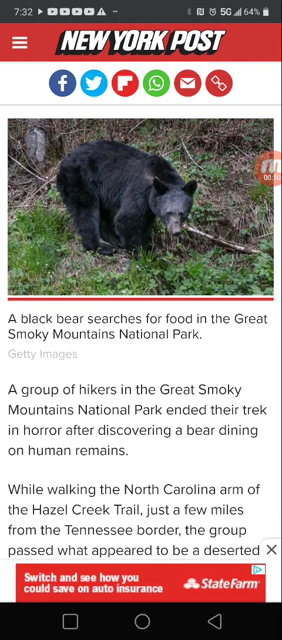 7:32
5G 64%
NEW YORK POST
00:50
A black bear searches for food in the Great
Smoky Mountains National Park.
Getty Images
A group of hikers in the Great Smoky
Mountains National Park ended their trek
in horror after discovering a bear dining
on human remains.
While walking the North Carolina arm of
the Hazel Creek Trail, just a few miles
from the Tennessee border, the group
passed what appeared to be a deserted
Switch and see how you
could save on auto insurance
StateFarm